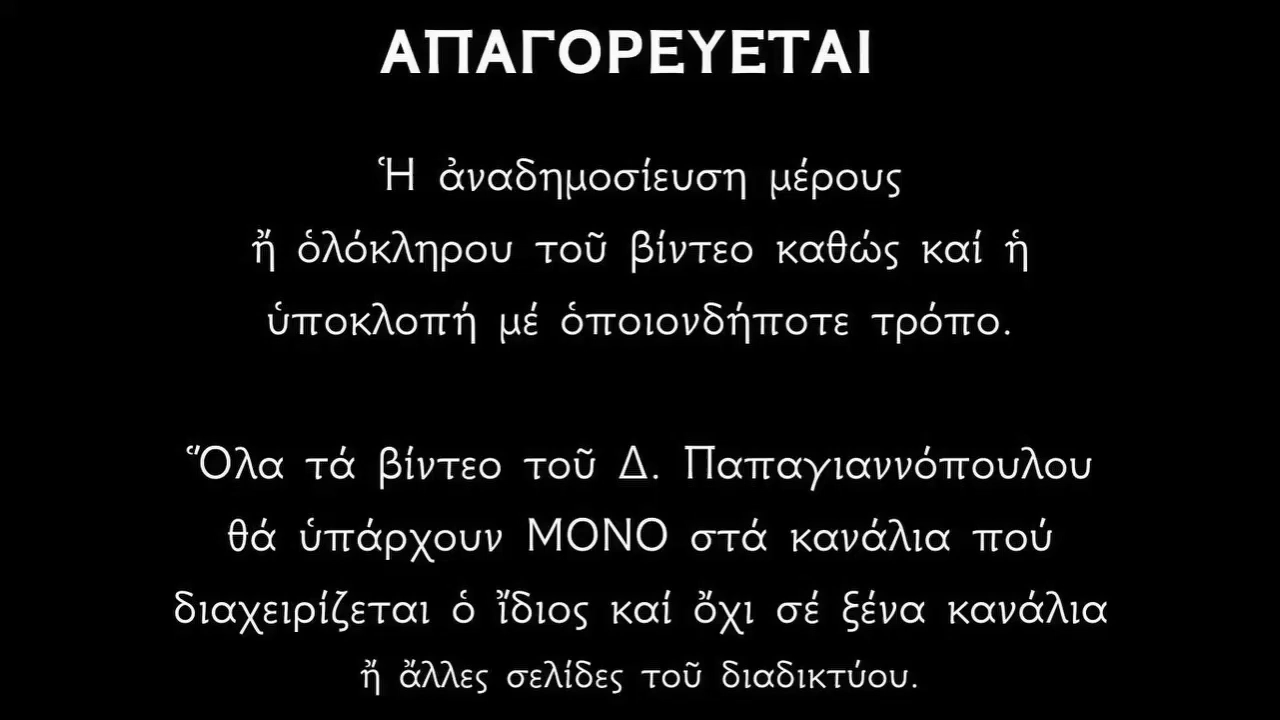 ΑΠΑΓΟΡΕΥΕΤΑΙ
Ἡ ἀναδημοσίευση μέρους
ἤ ὁλόκληρου τοῦ βίντεο καθώς καί ἡ
ὑποκλοπή μέ ὁποιονδήποτε τρόπο.
Ὅλα τά βίντεο τοῦ Δ. Παπαγιαννόπουλου
θά ὑπάρχουν ΜΟΝΟ στά κανάλια πού
διαχειρίζεται ὁ ἴδιος καί ὄχι σέ ξένα κανάλια
ἤ ἄλλες σελίδες τοῦ διαδικτύου.